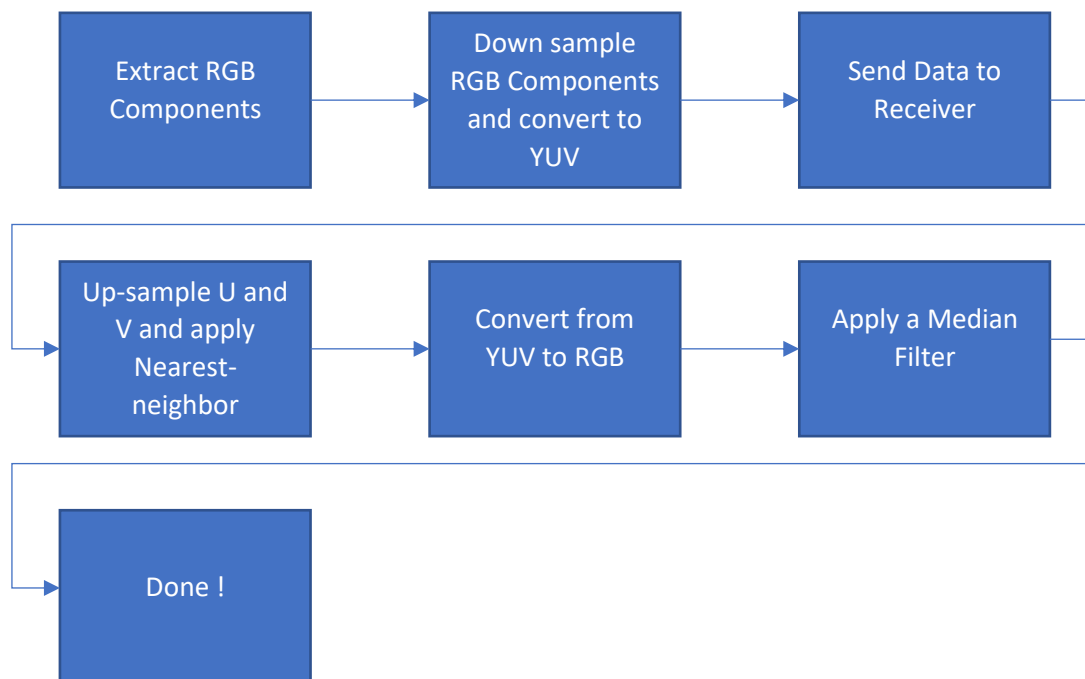 Extract RGB
Components
Down sample
RGB Components
and convert to
YUV
Send Data to
Receiver
Up-sample U and
V and apply
Nearest-
neighbor
Convert from
YUV to RGB
Apply a Median
Filter
Done !